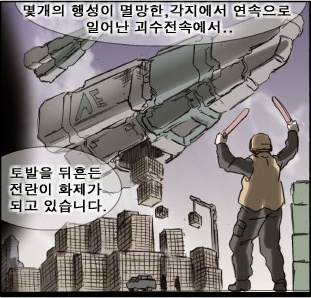 몇개의 행성이 멸망한,각지에서 연속으로
일어난 괴수전속에서..
AE
토발을 뒤흔든
전란이 화제가
되고 있습니다.